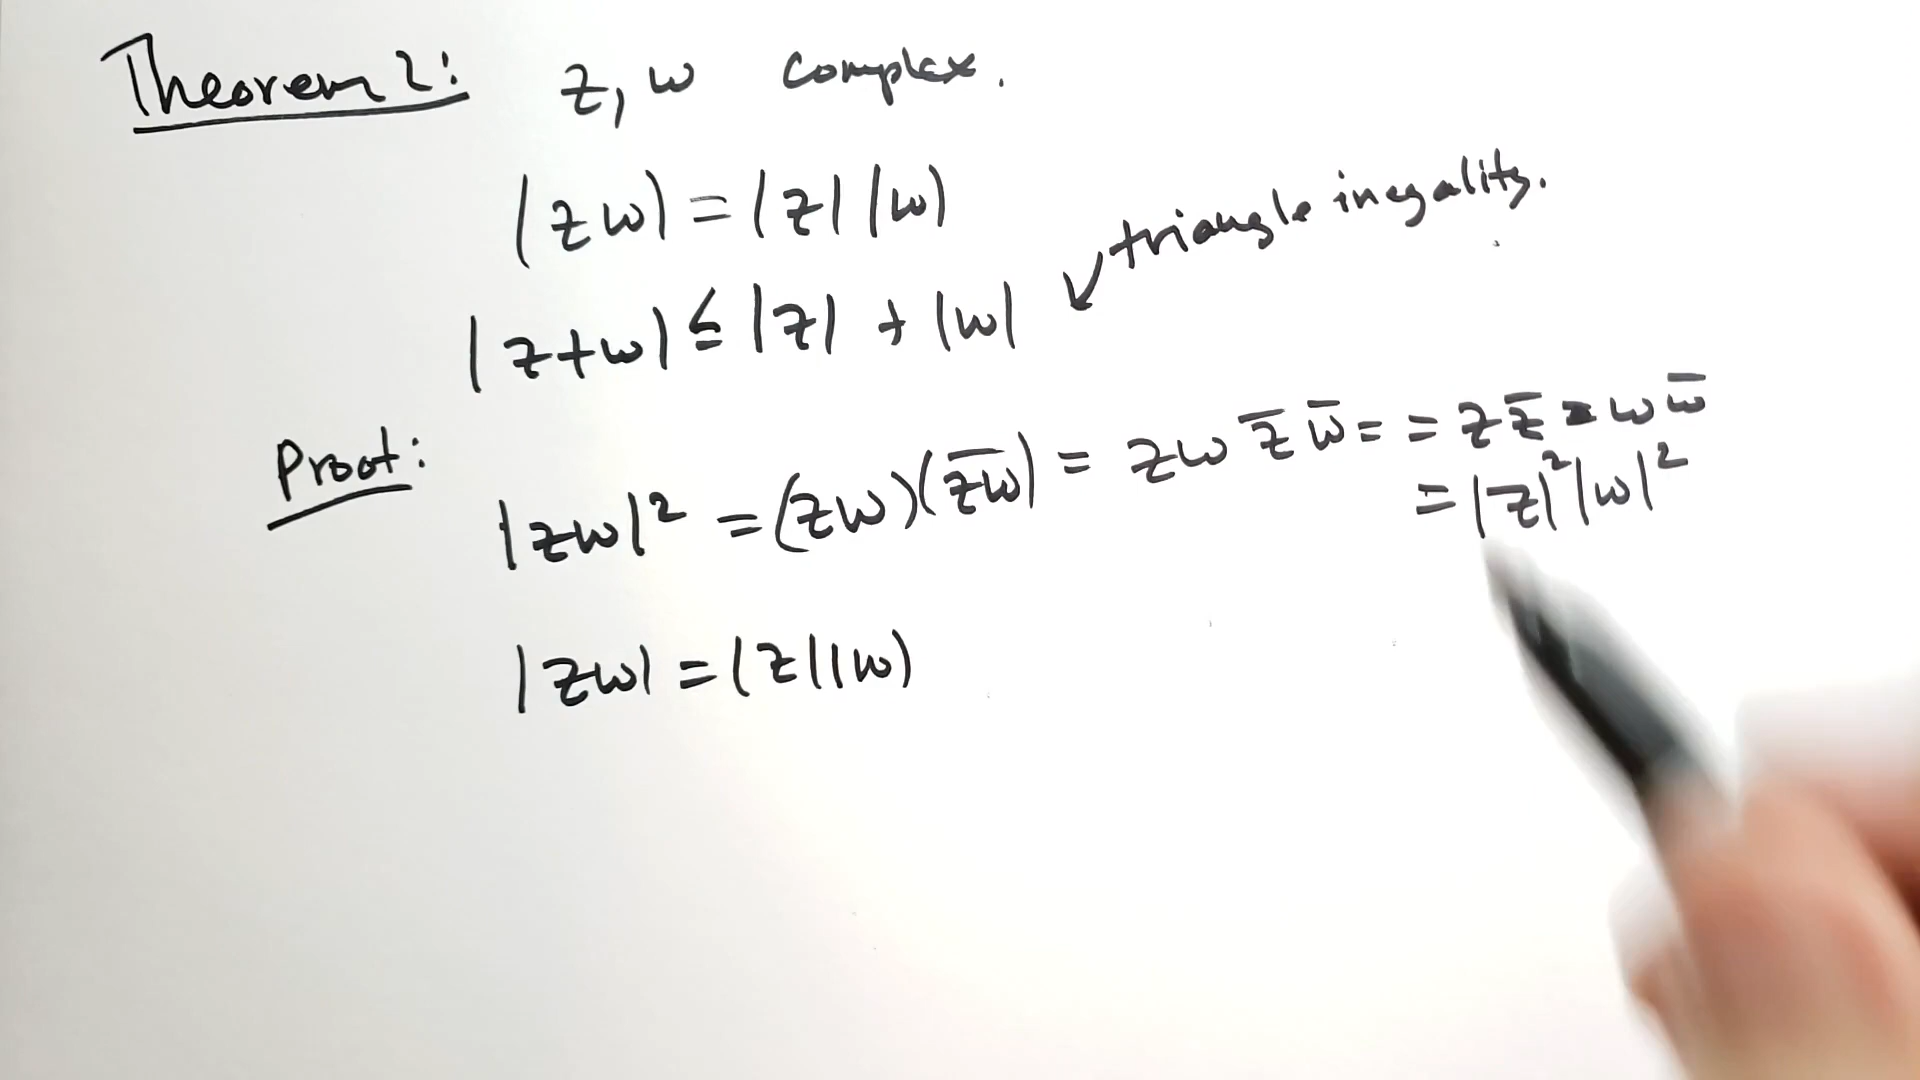 Theorem 2: z, w complex.
|zw| = |z| |w|
|z+w| ≤ |z| + |w| ↙ triangle inequality.
Proof:
|zw|² = (zw)(z̅w̅) = zw z̅ w̅ = = z z̅ = w w̅
= |z|²|w|²
|zw| = |z||w|